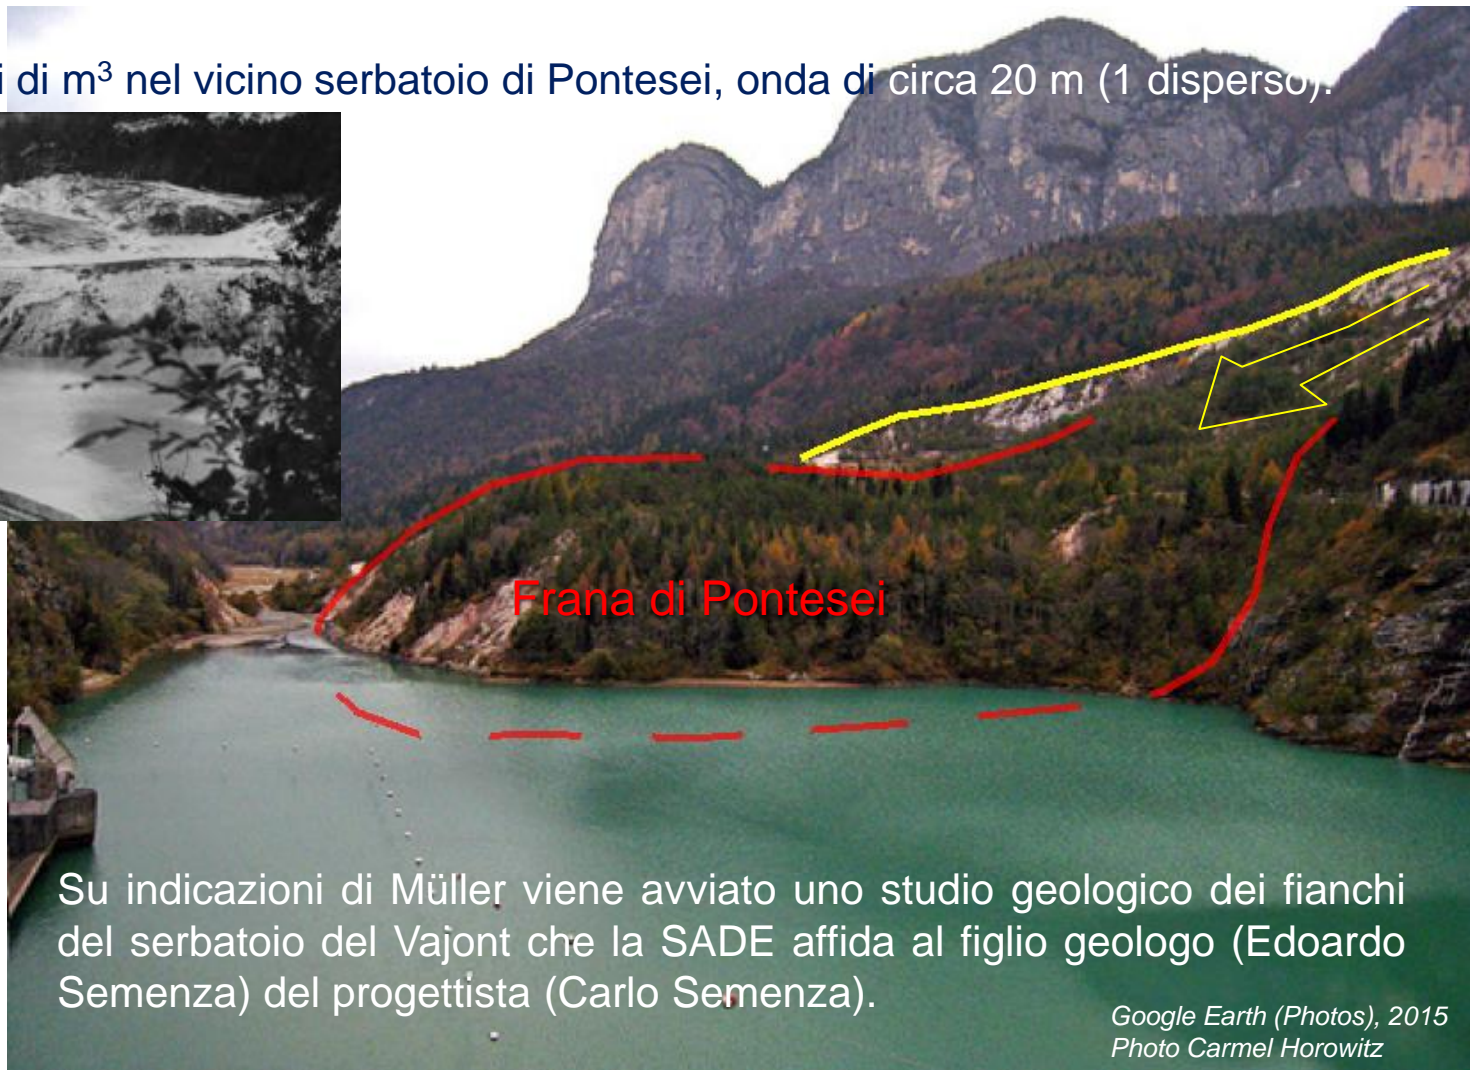 di m³ nel vicino serbatoio di Pontesei, onda di circa 20 m (1 disperso).
Frana di Pontesei
Su indicazioni di Müller viene avviato uno studio geologico dei fianchi
del serbatoio del Vajont che la SADE affida al figlio geologo (Edoardo
Semenza) del progettista (Carlo Semenza).
Google Earth (Photos), 2015
Photo Carmel Horowitz